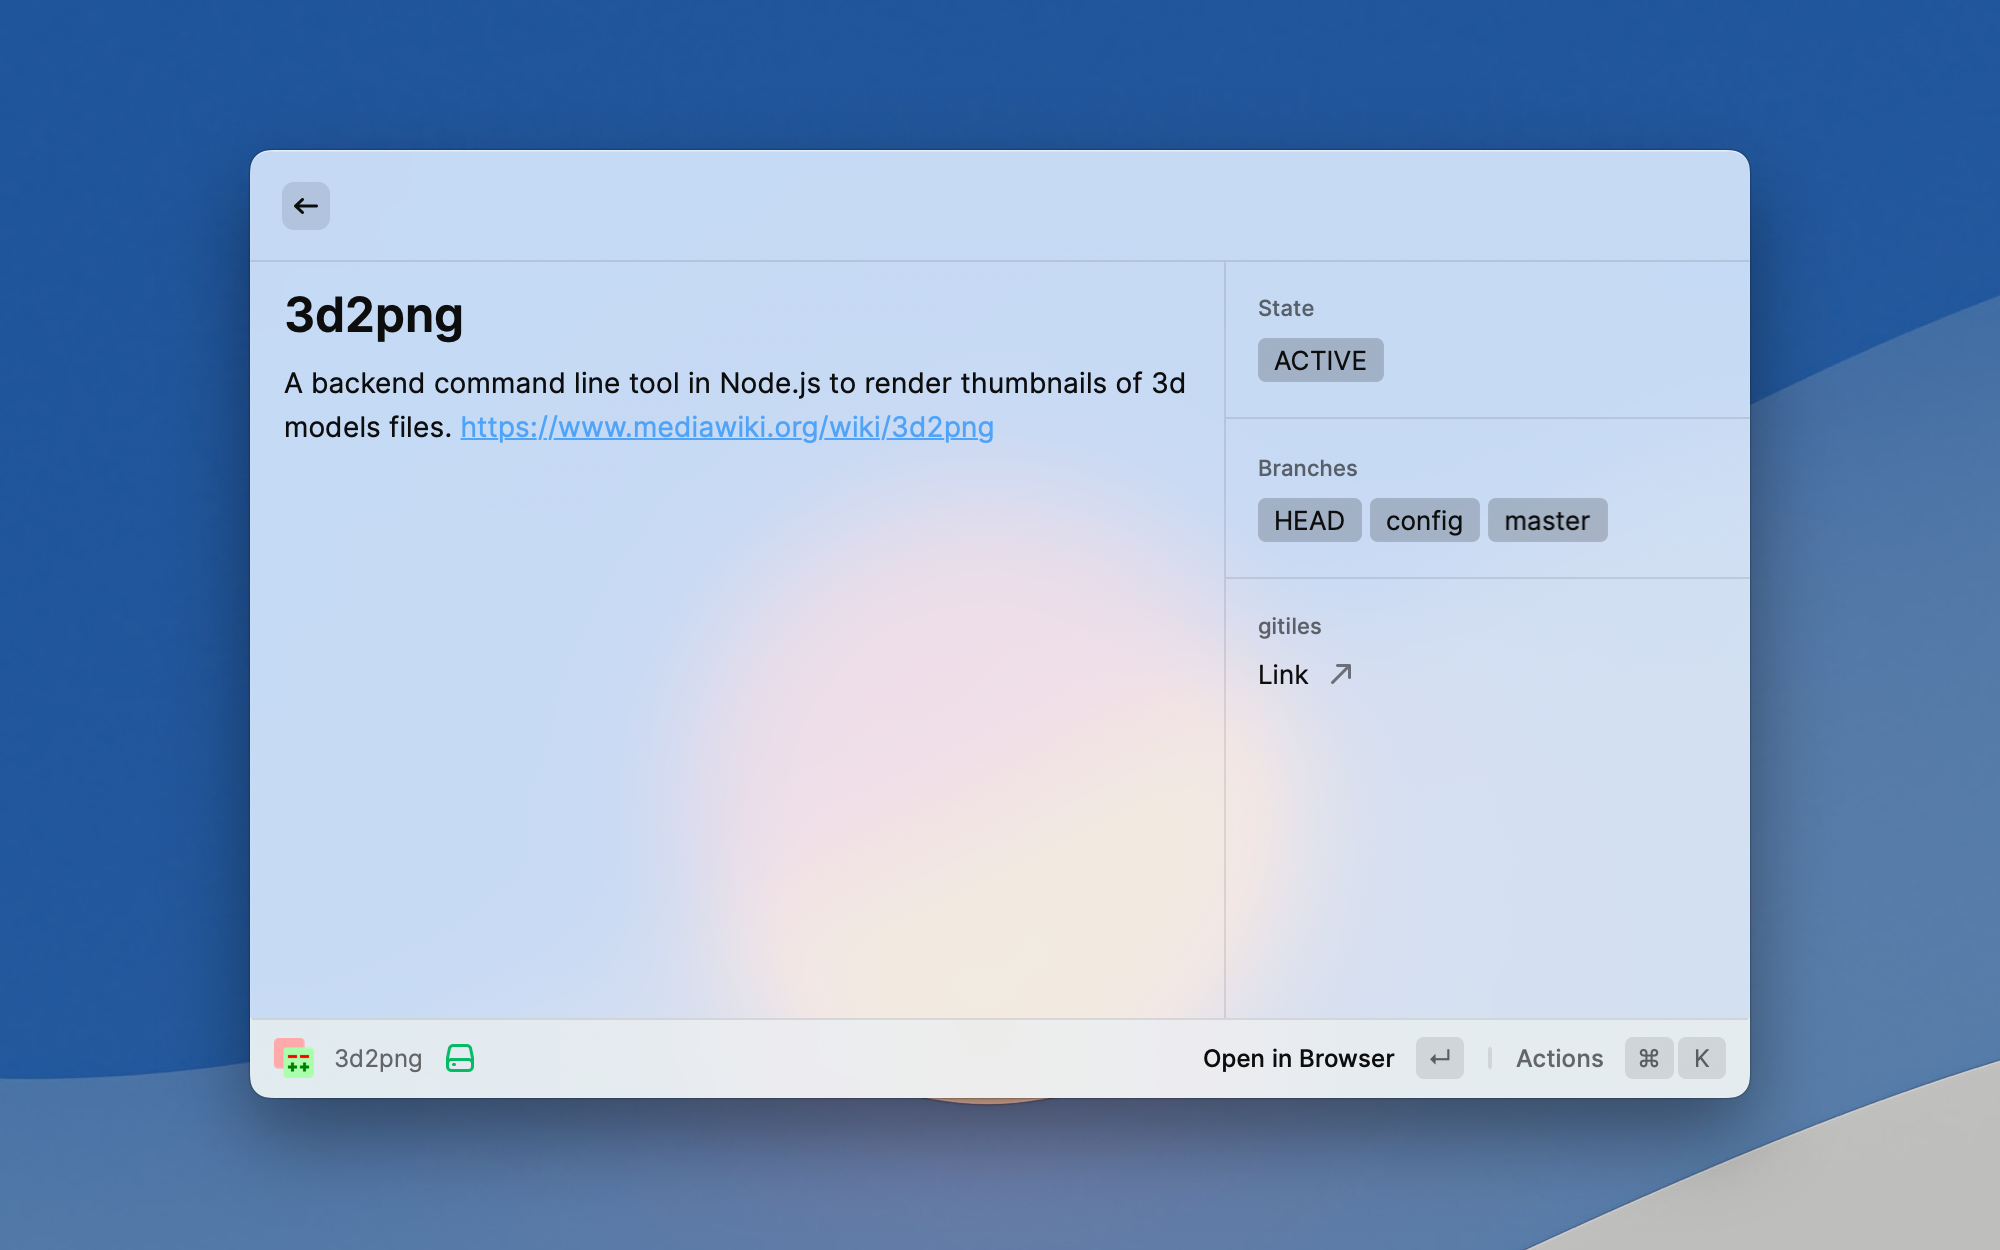 3d2png
A backend command line tool in Node.js to render thumbnails of 3d
models files. https://www.mediawiki.org/wiki/3d2png
State
ACTIVE
Branches
HEAD config master
gitiles
Link
3d2png
Open in Browser
Actions ⌘ K